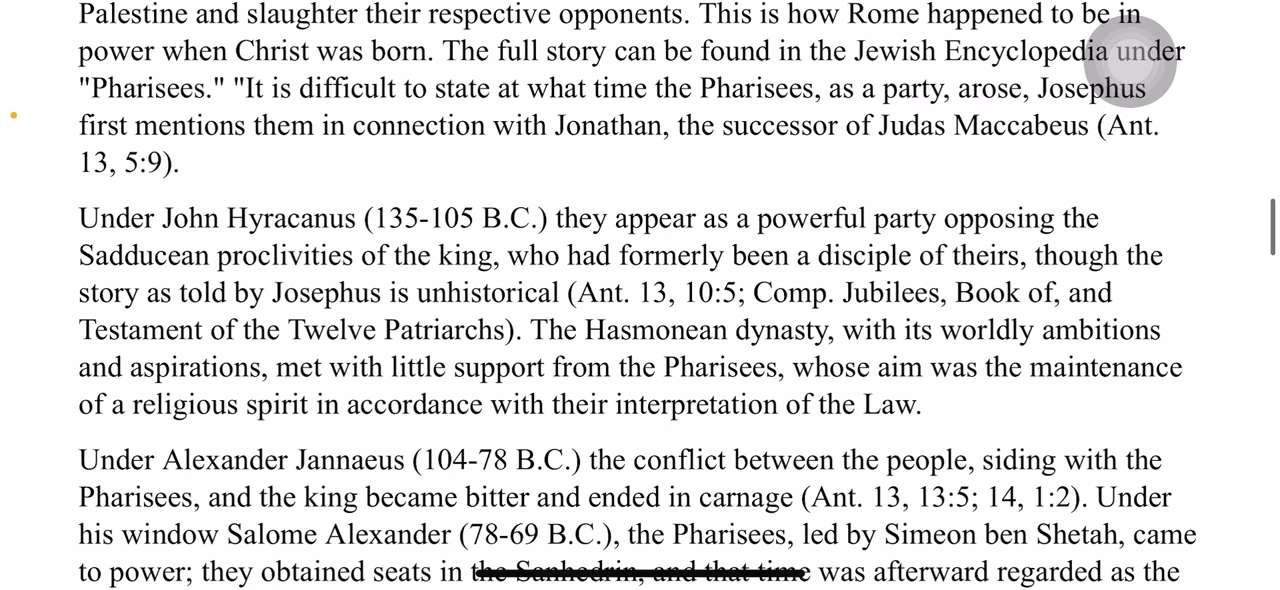 Palestine and slaughter their respective opponents. This is how Rome happened to be in
power when Christ was born. The full story can be found in the Jewish Encyclopedia under
"Pharisees." "It is difficult to state at what time the Pharisees, as a party, arose, Josephus
first mentions them in connection with Jonathan, the successor of Judas Maccabeus (Ant.
13, 5:9).
Under John Hyracanus (135-105 B.C.) they appear as a powerful party opposing the
Sadducean proclivities of the king, who had formerly been a disciple of theirs, though the
story as told by Josephus is unhistorical (Ant. 13, 10:5; Comp. Jubilees, Book of, and
Testament of the Twelve Patriarchs). The Hasmonean dynasty, with its worldly ambitions
and aspirations, met with little support from the Pharisees, whose aim was the maintenance
of a religious spirit in accordance with their interpretation of the Law.
Under Alexander Jannaeus (104-78 B.C.) the conflict between the people, siding with the
Pharisees, and the king became bitter and ended in carnage (Ant. 13, 13:5; 14, 1:2). Under
his window Salome Alexander (78-69 B.C.), the Pharisees, led by Simeon ben Shetah, came
to power; they obtained seats in the Sanhedrin, and that time was afterward regarded as the